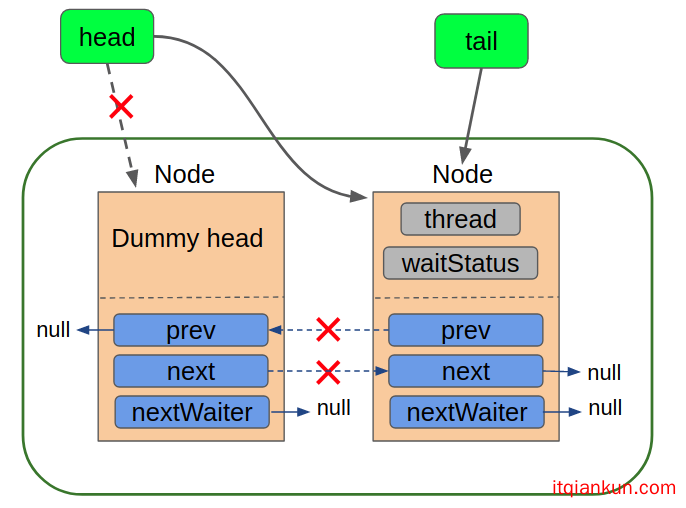 head
tail
Node
Node
Dummy head
thread
waitStatus
null
prev
prev
next
next
null
nextWaiter
null
nextWaiter
null
itqiankun.com